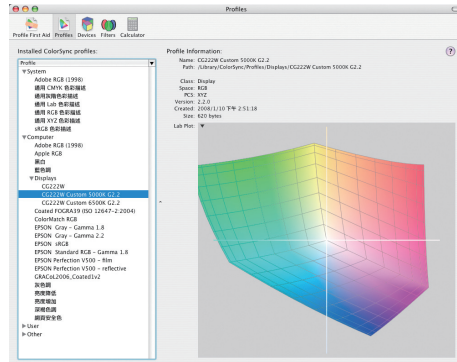 Profiles
Profile First Aid Profiles Devices Filters Calculator
Installed ColorSync profiles:
Profile
System
Adobe RGB (1998)
通用 CMYK 色彩描述
通用灰階色彩描述
通用 Lab 色彩描述
通用 RGB 色彩描述
通用 XYZ 色彩描述
sRGB 色彩描述
Computer
Adobe RGB (1998)
Apple RGB
黑白
藍色調
Displays
CG222W
CG222W Custom 5000K G2.2
CG222W Custom 6500K G2.2
Coated FOGRA39 (ISO 12647-2:2004)
ColorMatch RGB
EPSON Gray - Gamma 1.8
EPSON Gray - Gamma 2.2
EPSON sRGB
EPSON Standard RGB - Gamma 1.8
EPSON Perfection V500 - film
EPSON Perfection V500 - reflective
GRACoL2006_Coated1v2
灰色調
亮度降低
亮度增加
深褐色調
網頁安全色
User
Other
Profile Information:
?
Name: CG222W Custom 5000K G2.2
Path: /Library/ColorSync/Profiles/Displays/CG222W Custom 5000K G2.2
Class: Display
Space: RGB
PCS: XYZ
Version: 2.2.0
Created: 2008/1/10 下午 2:51:18
Size: 620 bytes
Lab Plot: